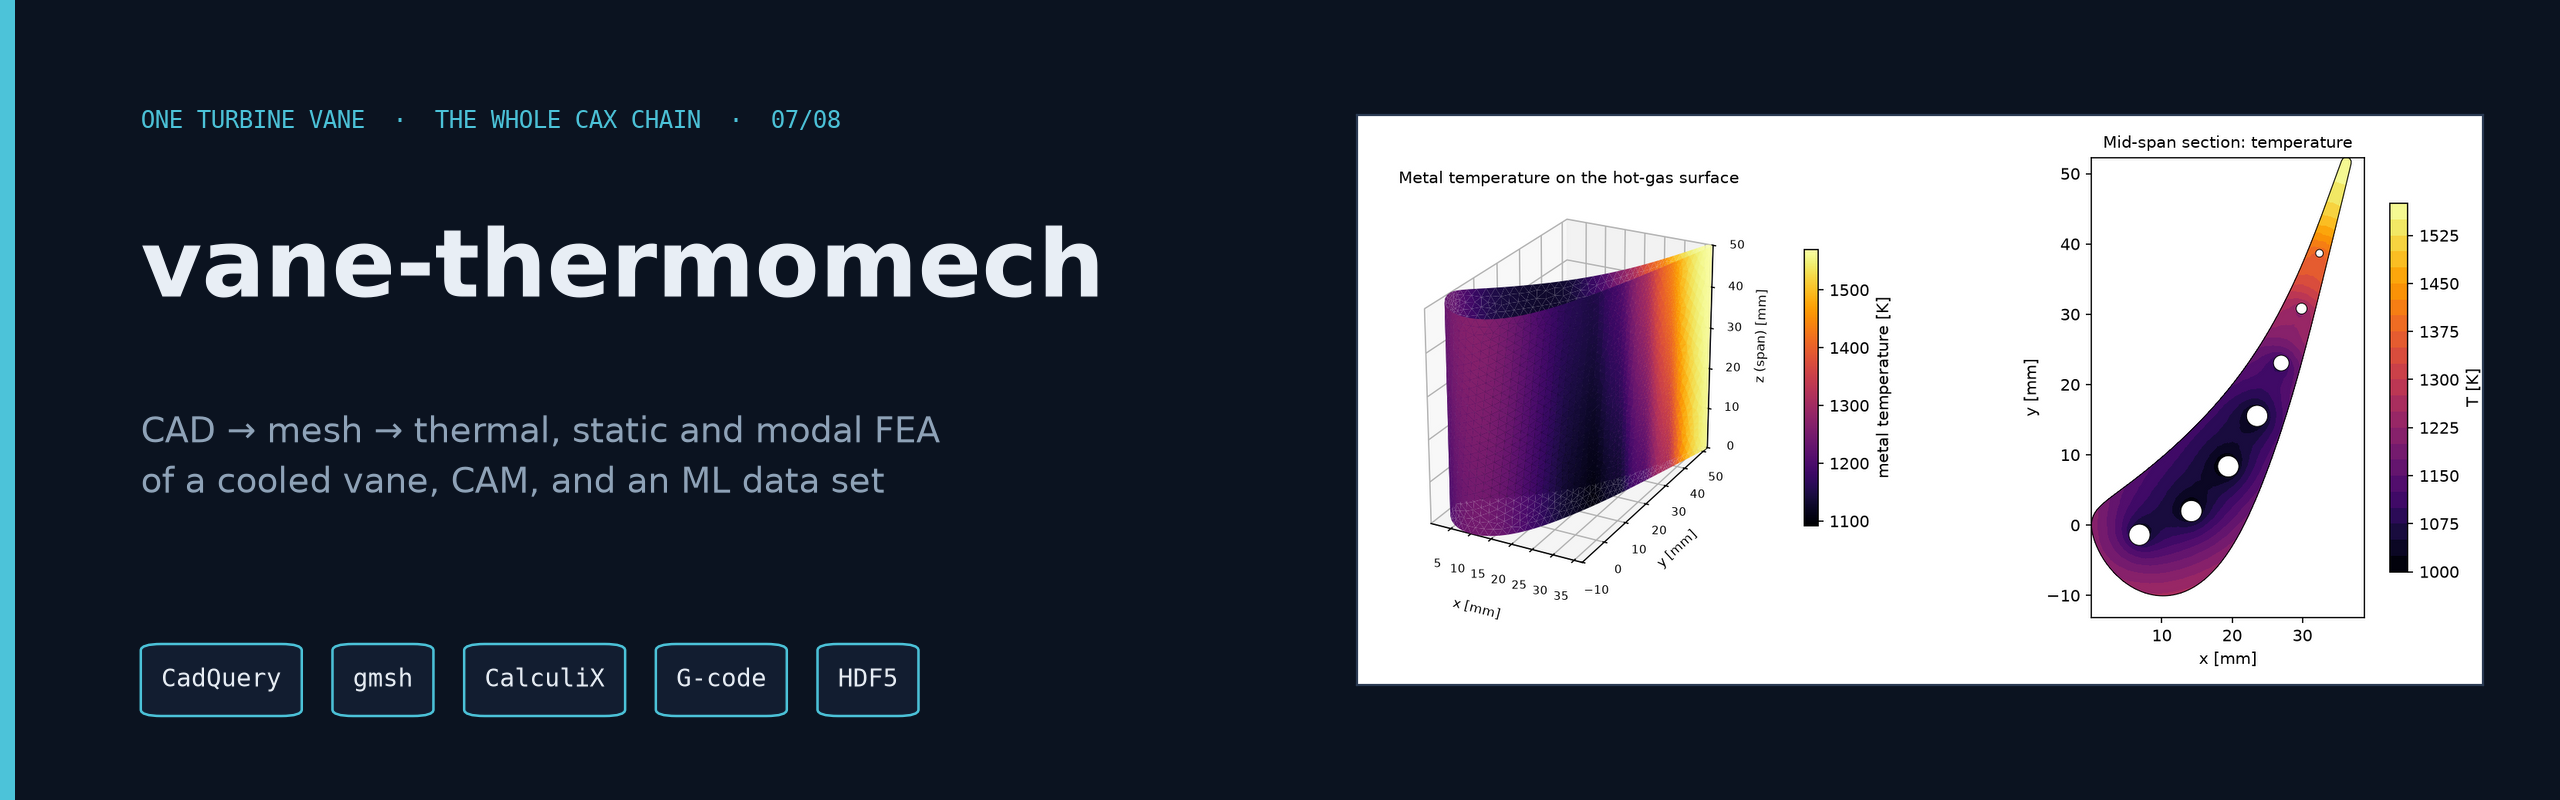 ONE TURBINE VANE · THE WHOLE CAX CHAIN · 07/08
vane-thermomech
CAD → mesh → thermal, static and modal FEA
of a cooled vane, CAM, and an ML data set
CadQuery
gmsh
CalculiX
G-code
HDF5
Metal temperature on the hot-gas surface
50
40
30
20
10
0
z (span) [mm]
50
40
30
20
10
0
−10
y [mm]
5
10
15
20
25
30
35
x [mm]
1500
1400
1300
1200
1100
metal temperature [K]
Mid-span section: temperature
50
40
30
20
10
0
−10
y [mm]
10
20
30
x [mm]
1525
1450
1375
1300
1225
1150
1075
1000
T [K]